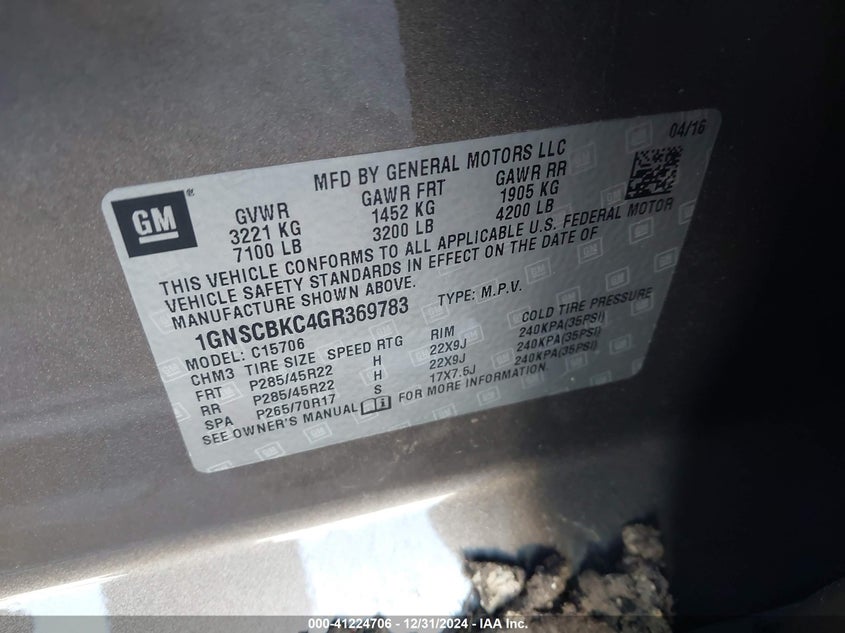 04/16
MFD BY GENERAL MOTORS LLC
GM ®
GVWR GAWR FRT GAWR RR
3221 KG 1452 KG 1905 KG
7100 LB 3200 LB 4200 LB
THIS VEHICLE CONFORMS TO ALL APPLICABLE U.S. FEDERAL MOTOR
VEHICLE SAFETY STANDARDS IN EFFECT ON THE DATE OF
MANUFACTURE SHOWN ABOVE.
1GNSCBKC4GR369783 TYPE: M.P.V.
MODEL: C15706
CHM3 TIRE SIZE SPEED RTG RIM COLD TIRE PRESSURE
FRT P285/45R22 H 22X9J 240KPA(35PSI)
RR P285/45R22 H 22X9J 240KPA(35PSI)
SPA P265/70R17 S 17X7.5J 240KPA(35PSI)
SEE OWNER'S MANUAL FOR MORE INFORMATION.
000-41224706 - 12/31/2024 - IAA Inc.